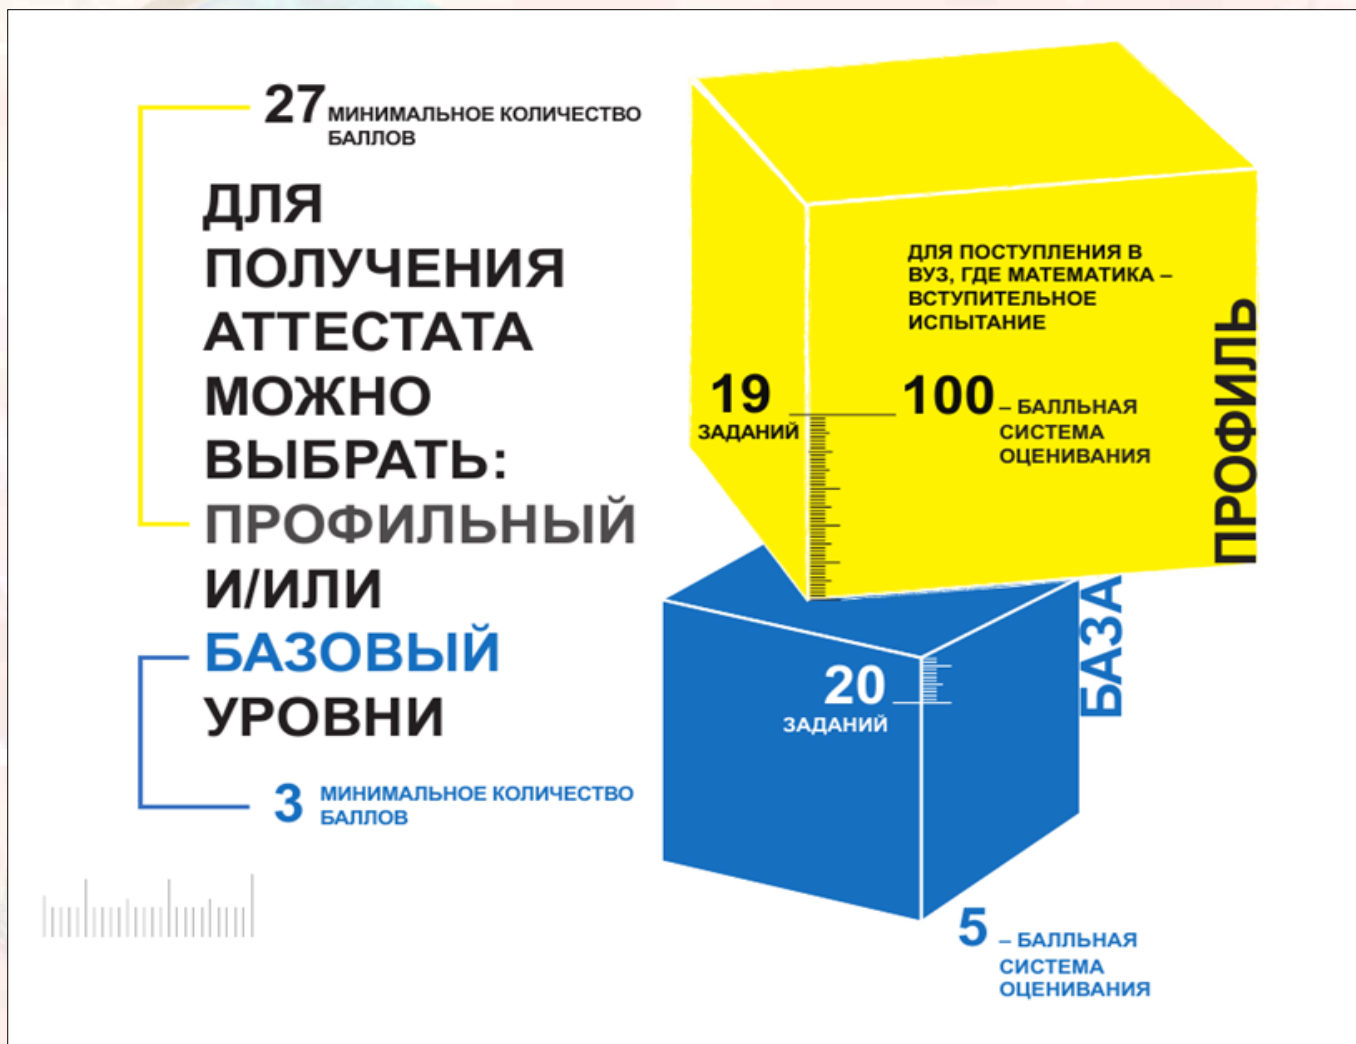 27 МИНИМАЛЬНОЕ КОЛИЧЕСТВО
БАЛЛОВ
ДЛЯ
ПОЛУЧЕНИЯ
АТТЕСТАТА
МОЖНО
ВЫБРАТЬ:
ПРОФИЛЬНЫЙ
И/ИЛИ
БАЗОВЫЙ
УРОВНИ
3 МИНИМАЛЬНОЕ КОЛИЧЕСТВО
БАЛЛОВ
ДЛЯ ПОСТУПЛЕНИЯ В
ВУЗ, ГДЕ МАТЕМАТИКА –
ВСТУПИТЕЛЬНОЕ
ИСПЫТАНИЕ
19
ЗАДАНИЙ
100 – БАЛЛЬНАЯ
СИСТЕМА
ОЦЕНИВАНИЯ
ПРОФИЛЬ
БАЗА
20
ЗАДАНИЙ
5 – БАЛЛЬНАЯ
СИСТЕМА
ОЦЕНИВАНИЯ